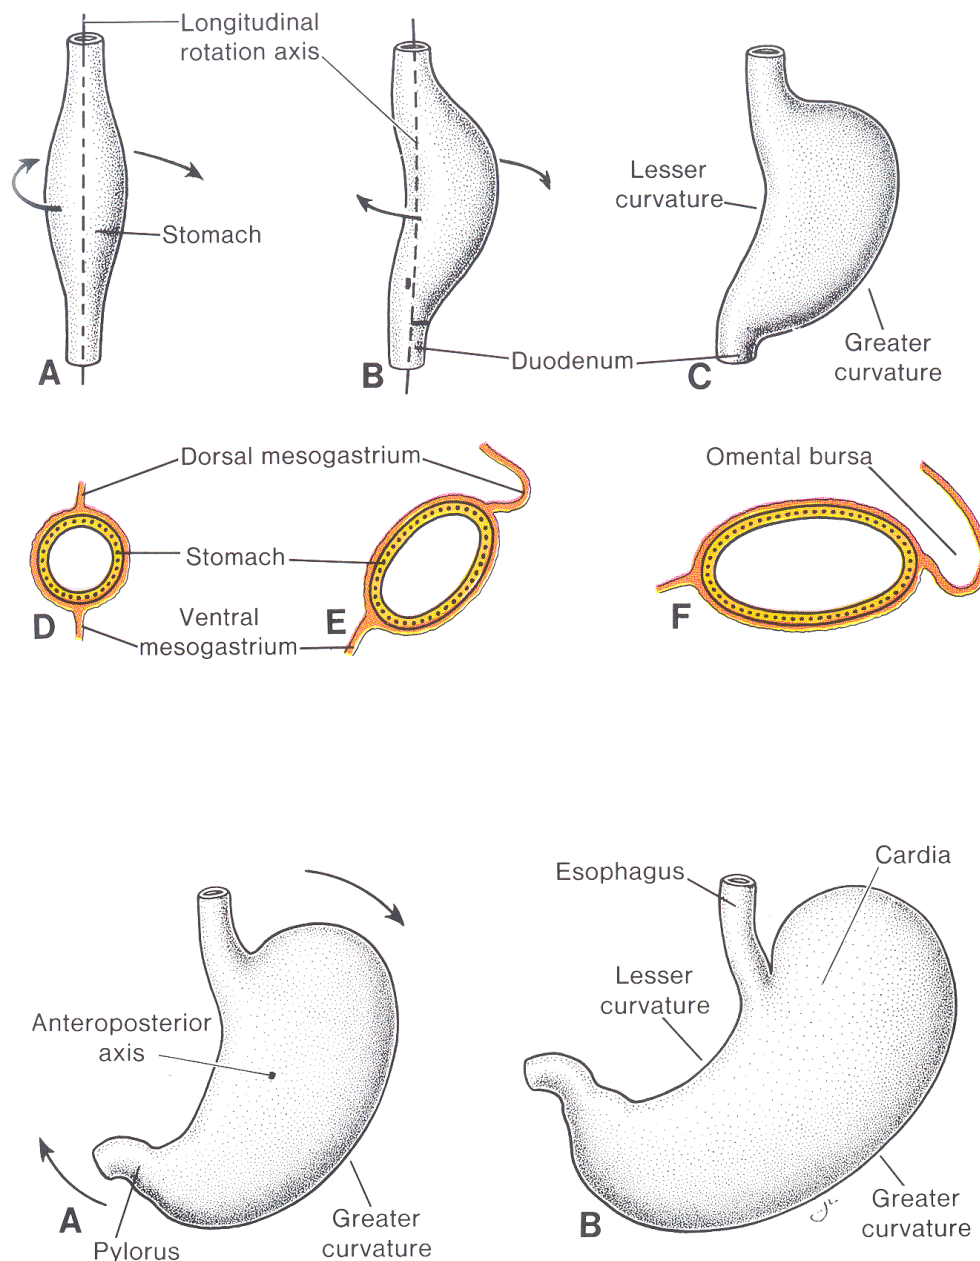 Longitudinal
rotation axis
Stomach
Lesser
curvature
Greater
curvature
Duodenum
A
B
C
Dorsal mesogastrium
Omental bursa
Stomach
Ventral
mesogastrium
D
E
F
Cardia
Esophagus
Lesser
curvature
Anteroposterior
axis
Greater
curvature
Greater
curvature
Pylorus
A
B